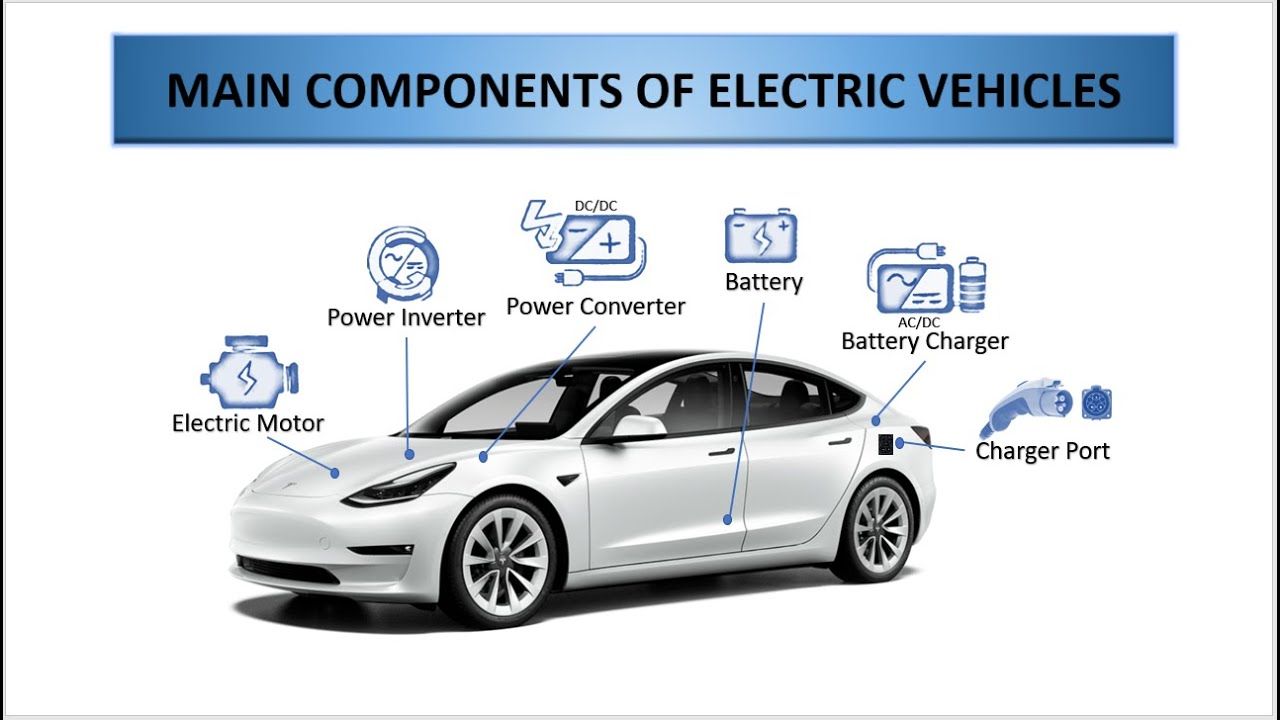 MAIN COMPONENTS OF ELECTRIC VEHICLES
DC/DC
Power Converter
Battery
Power Inverter
AC/DC
Battery Charger
Electric Motor
Charger Port